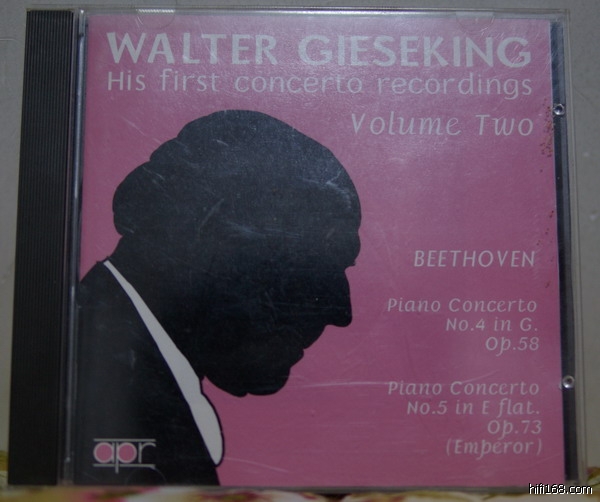 WALTER GIESEKING
His first concerto recordings
Volume Two
BEETHOVEN
Piano Concerto
No.4 in G.
Op.58
Piano Concerto
No.5 in E flat.
Op.73
(Emperor)
apr
hifi168.com